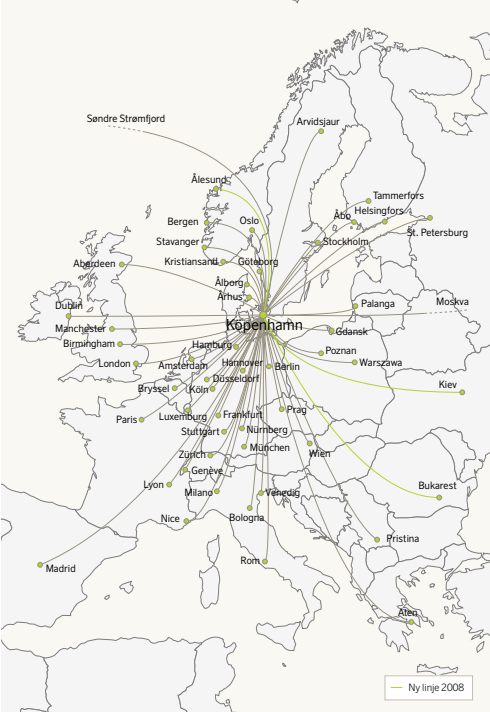 Søndre Strømfjord
Arvidsjaur
Ålesund
Tammerfors
Helsingfors
Åbo
Bergen
Oslo
St. Petersburg
Stavanger
Stockholm
Kristiansand
Göteborg
Aberdeen
Ålborg
Århus
Moskva
Dublin
Palanga
Köpenhamn
Manchester
Gdansk
Birmingham
Hamburg
Poznan
London
Amsterdam
Hannover
Berlin
Warszawa
Düsseldorf
Bryssel
Köln
Kiev
Paris
Luxemburg
Frankfurt
Prag
Stuttgart
Nürnberg
München
Wien
Zürich
Genève
Lyon
Milano
Venedig
Bukarest
Nice
Bologna
Pristina
Rom
Madrid
Aten
Ny linje 2008